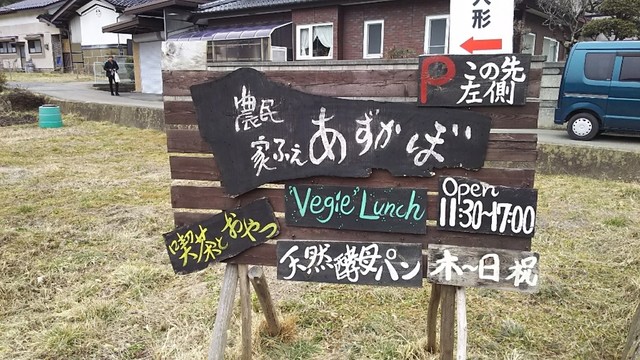 人形
P この先
左側
農民
家ふぇ あずかぼ
"Vegie" Lunch
Open
11:30~17:00
喫茶とおやつ
天然酵母パン
木~日 祝